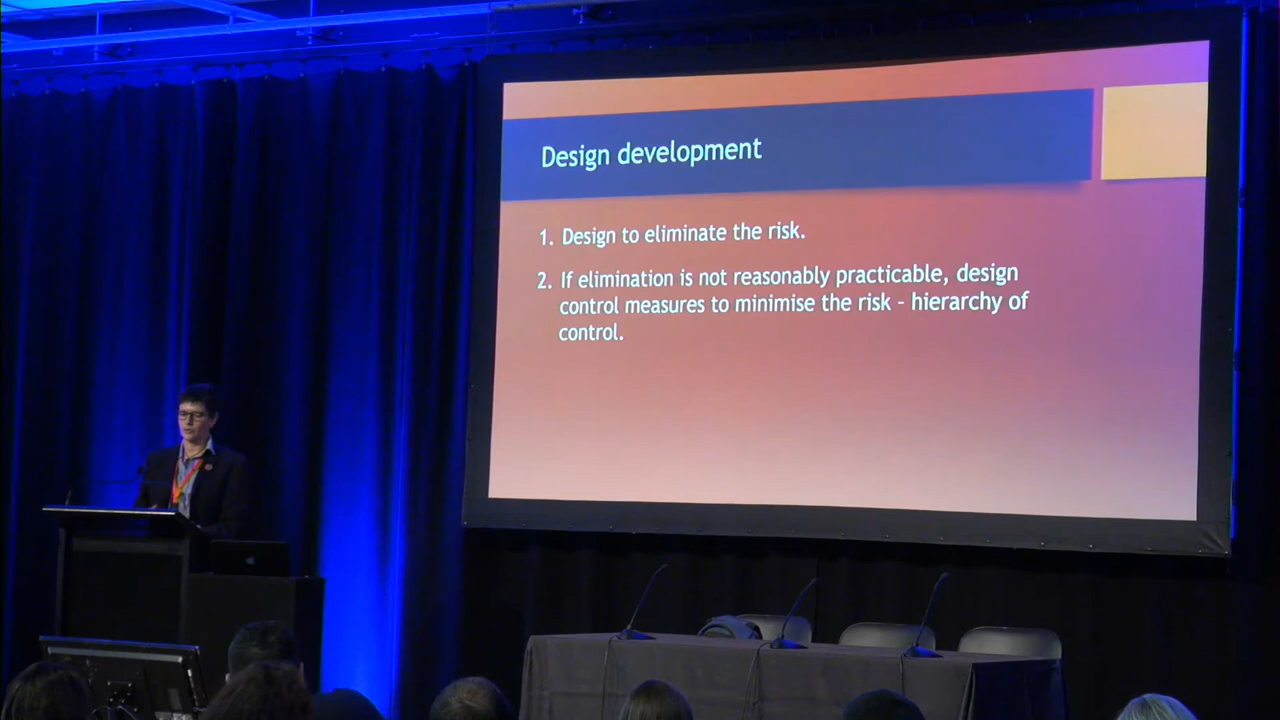 Design development
1. Design to eliminate the risk.
2. If elimination is not reasonably practicable, design
control measures to minimise the risk – hierarchy of
control.